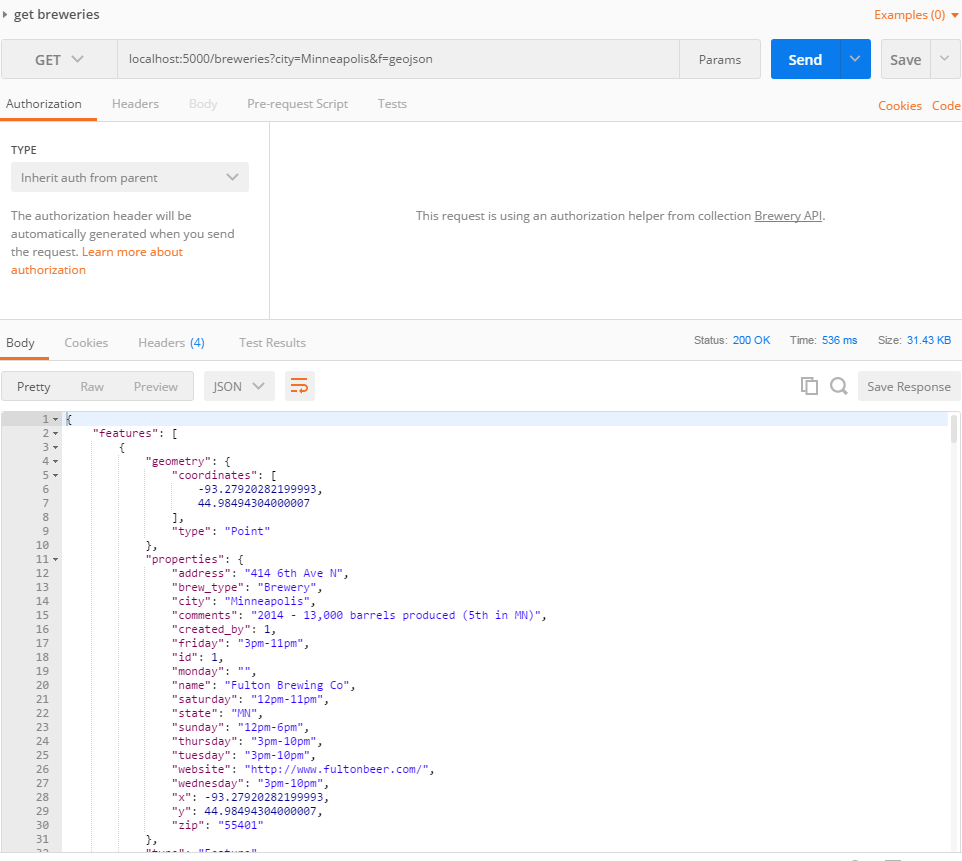 get breweries
Examples (0)
GET localhost:5000/breweries?city=Minneapolis&f=geojson Params Send Save
Authorization Headers Body Pre-request Script Tests Cookies Code
TYPE
Inherit auth from parent
The authorization header will be
automatically generated when you send
the request. Learn more about
authorization
This request is using an authorization helper from collection Brewery API.
Body Cookies Headers (4) Test Results Status: 200 OK Time: 536 ms Size: 31.43 KB
Pretty Raw Preview JSON Save Response
1 {
2 "features": [
3 {
4 "geometry": {
5 "coordinates": [
6 -93.27920282199993,
7 44.98494304000007
8 ],
9 "type": "Point"
10 },
11 "properties": {
12 "address": "414 6th Ave N",
13 "brew_type": "Brewery",
14 "city": "Minneapolis",
15 "comments": "2014 - 13,000 barrels produced (5th in MN)",
16 "created_by": 1,
17 "friday": "3pm-11pm",
18 "id": 1,
19 "monday": "",
20 "name": "Fulton Brewing Co",
21 "saturday": "12pm-11pm",
22 "state": "MN",
23 "sunday": "12pm-6pm",
24 "thursday": "3pm-10pm",
25 "tuesday": "3pm-10pm",
26 "website": "http://www.fultonbeer.com/",
27 "wednesday": "3pm-10pm",
28 "x": -93.27920282199993,
29 "y": 44.98494304000007,
30 "zip": "55401"
31 },
32 "type": "Feature"